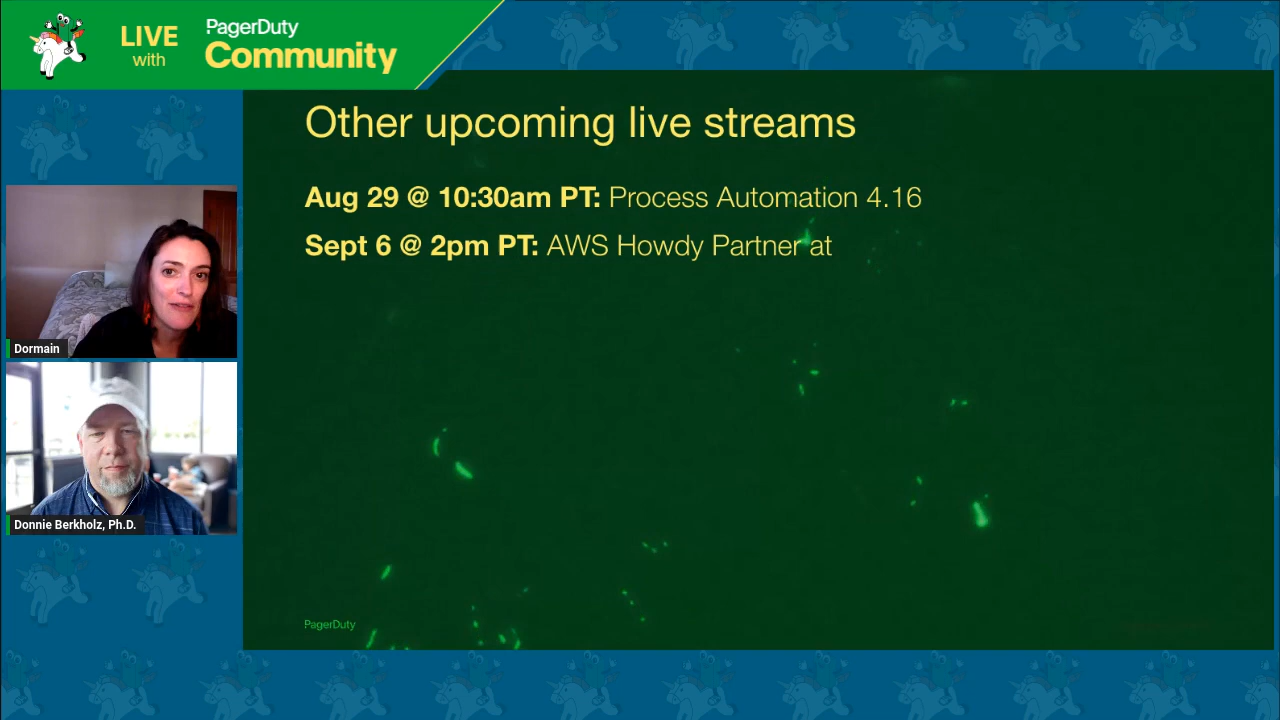 LIVE
with
PagerDuty
Community
Other upcoming live streams
Aug 29 @ 10:30am PT: Process Automation 4.16
Sept 6 @ 2pm PT: AWS Howdy Partner at
Dormain
Donnie Berkholz, Ph.D.
PagerDuty